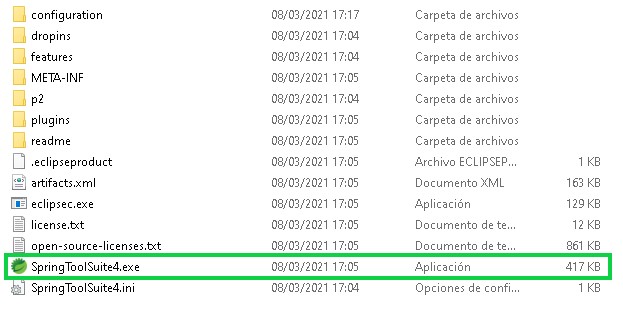 configuration 08/03/2021 17:17 Carpeta de archivos
dropins 08/03/2021 17:04 Carpeta de archivos
features 08/03/2021 17:04 Carpeta de archivos
META-INF 08/03/2021 17:05 Carpeta de archivos
p2 08/03/2021 17:04 Carpeta de archivos
plugins 08/03/2021 17:05 Carpeta de archivos
readme 08/03/2021 17:05 Carpeta de archivos
.eclipseproduct 08/03/2021 17:05 Archivo ECLIPSEP... 1 KB
artifacts.xml 08/03/2021 17:05 Documento XML 163 KB
eclipsec.exe 08/03/2021 17:05 Aplicación 129 KB
license.txt 08/03/2021 17:05 Documento de te... 12 KB
open-source-licenses.txt 08/03/2021 17:05 Documento de te... 861 KB
SpringToolSuite4.exe 08/03/2021 17:05 Aplicación 417 KB
SpringToolSuite4.ini 08/03/2021 17:04 Opciones de confi... 1 KB